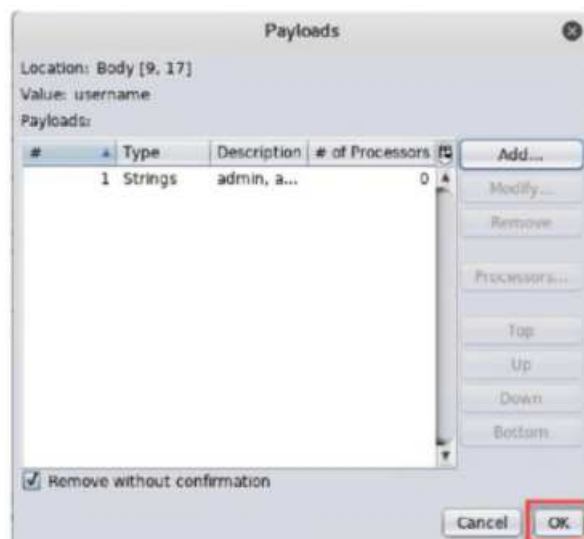 Payloads
Location: Body [9, 17]
Value: username
Payloads:
# Type Description # of Processors
1 Strings admin, a... 0
Add...
Modify...
Remove
Processors...
Top
Up
Down
Bottom
Remove without confirmation
Cancel OK